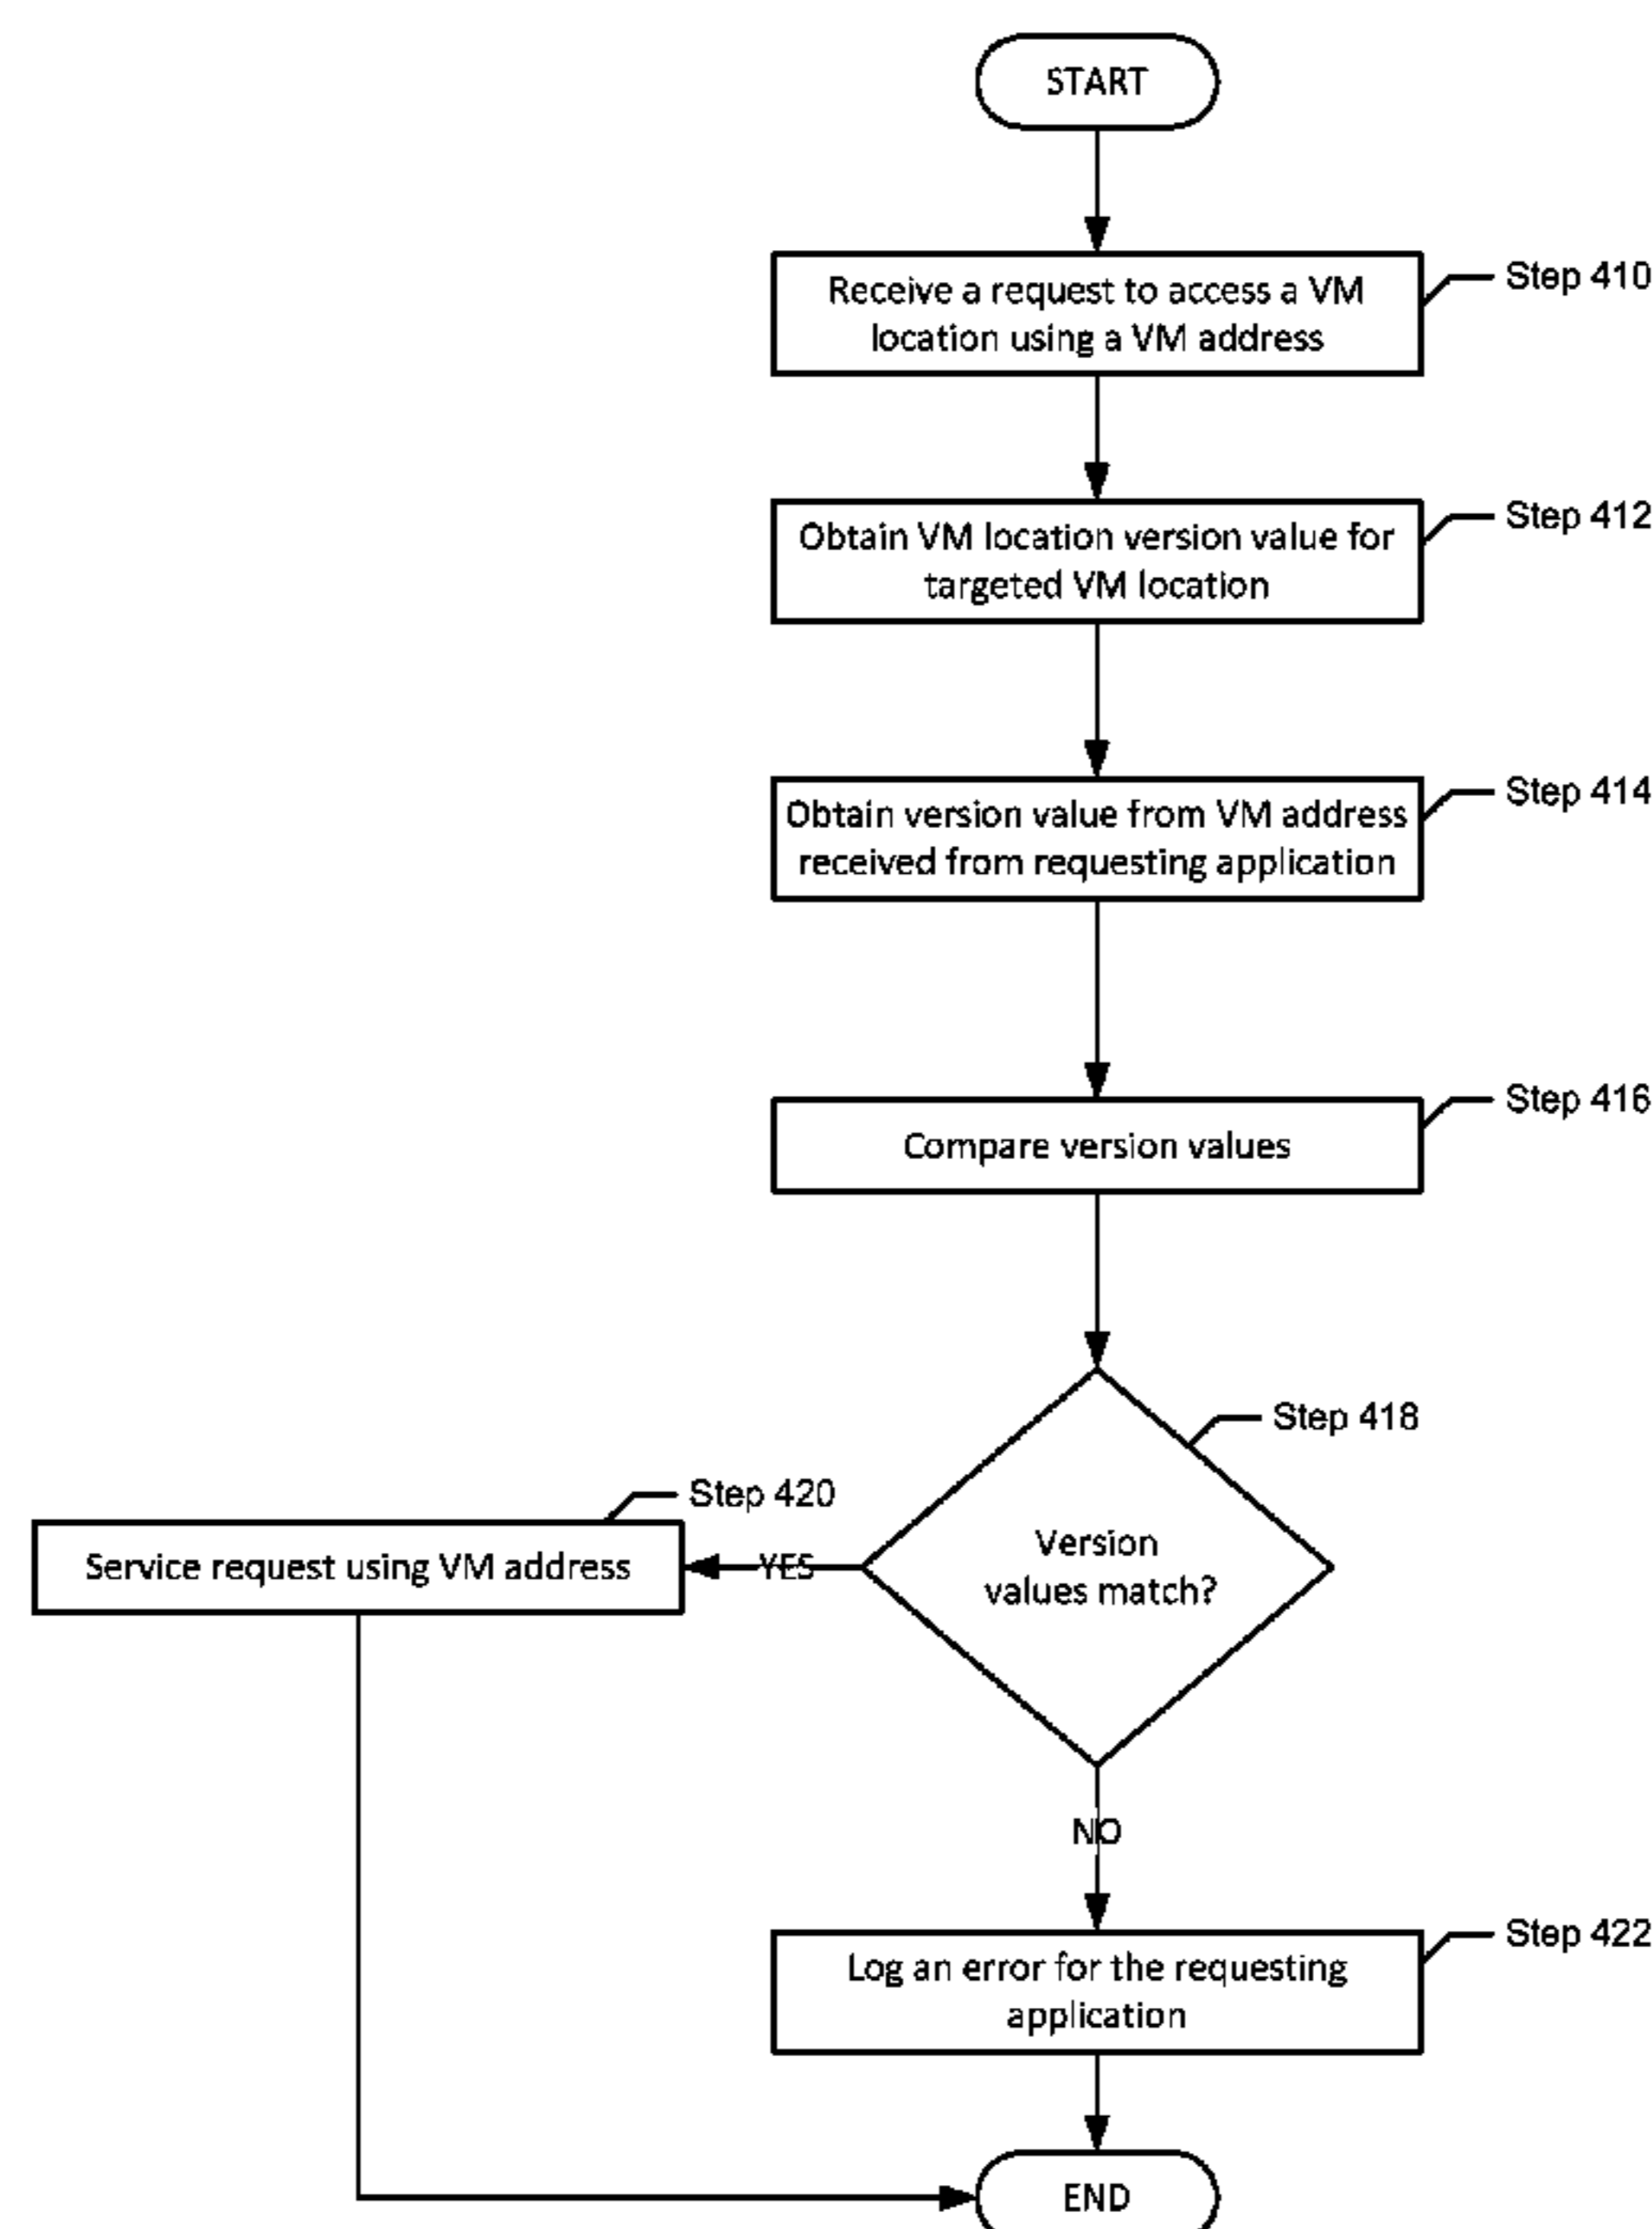 START
Receive a request to access a VM
location using a VM address
Step 410
Obtain VM location version value for
targeted VM location
Step 412
Obtain version value from VM address
received from requesting application
Step 414
Compare version values
Step 416
Version
values match?
Step 418
YES
Service request using VM address
Step 420
NO
Log an error for the requesting
application
Step 422
END